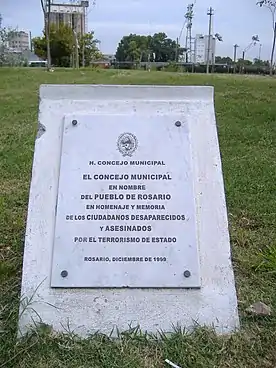 H. CONCEJO MUNICIPAL
EL CONCEJO MUNICIPAL
EN NOMBRE
DEL PUEBLO DE ROSARIO
EN HOMENAJE Y MEMORIA
DE LOS CIUDADANOS DESAPARECIDOS
Y ASESINADOS
POR EL TERRORISMO DE ESTADO
ROSARIO, DICIEMBRE DE 1999